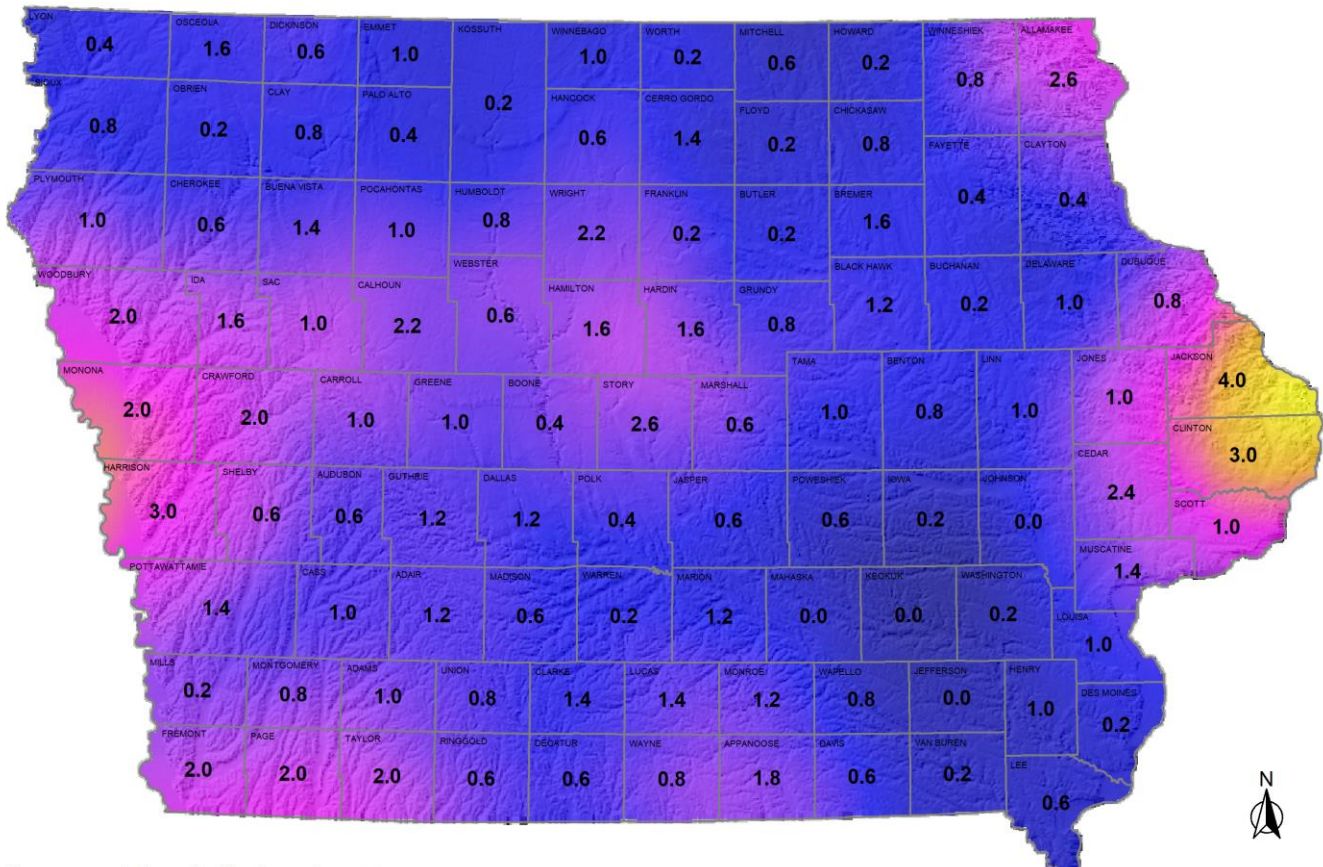 LYON OSCEOLA DICKINSON EMMET KOSSUTH WINNEBAGO WORTH MITCHELL HOWARD WINNESHIEK ALLAMAKEE
0.4 1.6 0.6 1.0 0.2 1.0 0.2 0.6 0.2 0.8 2.6
SIOUX OBRIEN CLAY PALO ALTO HANCOCK CERRO GORDO FLOYD CHICKASAW FAYETTE CLAYTON
0.8 0.2 0.8 0.4 0.6 1.4 0.2 0.8 0.4 0.4
PLYMOUTH CHEROKEE BUENA VISTA POCAHONTAS HUMBOLDT WRIGHT FRANKLIN BUTLER BREMER
1.0 0.6 1.4 1.0 0.8 2.2 0.2 0.2 1.6
WOODBURY IDA SAC CALHOUN WEBSTER HAMILTON HARDIN GRUNDY BLACK HAWK BUCHANAN DELAWARE DUBUQUE
2.0 1.6 1.0 2.2 0.6 1.6 1.6 0.8 1.2 0.2 1.0 0.8
MONONA CRAWFORD CARROLL GREENE BOONE STORY MARSHALL TAMA BENTON LINN JONES JACKSON
2.0 2.0 1.0 1.0 0.4 2.6 0.6 1.0 0.8 1.0 1.0 4.0
CLINTON
3.0
HARRISON SHELBY AUDUBON GUTHRIE DALLAS POLK JASPER POWESHIEK IOWA JOHNSON CEDAR SCOTT
3.0 0.6 0.6 1.2 1.2 0.4 0.6 0.6 0.2 0.0 2.4 1.0
POTTAWATTAMIE CASS ADAIR MADISON WARREN MARION MAHASKA KEOKUK WASHINGTON MUSCATINE
1.4 1.0 1.2 0.6 0.2 1.2 0.0 0.0 0.2 1.4
LOUISA
1.0
MILLS MONTGOMERY ADAMS UNION CLARKE LUCAS MONROE WAPELLO JEFFERSON HENRY DES MOINES
0.2 0.8 1.0 0.8 1.4 1.4 1.2 0.8 0.0 1.0 0.2
FREMONT PAGE TAYLOR RINGGOLD DECATUR WAYNE APPANOOSE DAVIS VAN BUREN LEE
2.0 2.0 2.0 0.6 0.6 0.8 1.8 0.6 0.2 0.6
N